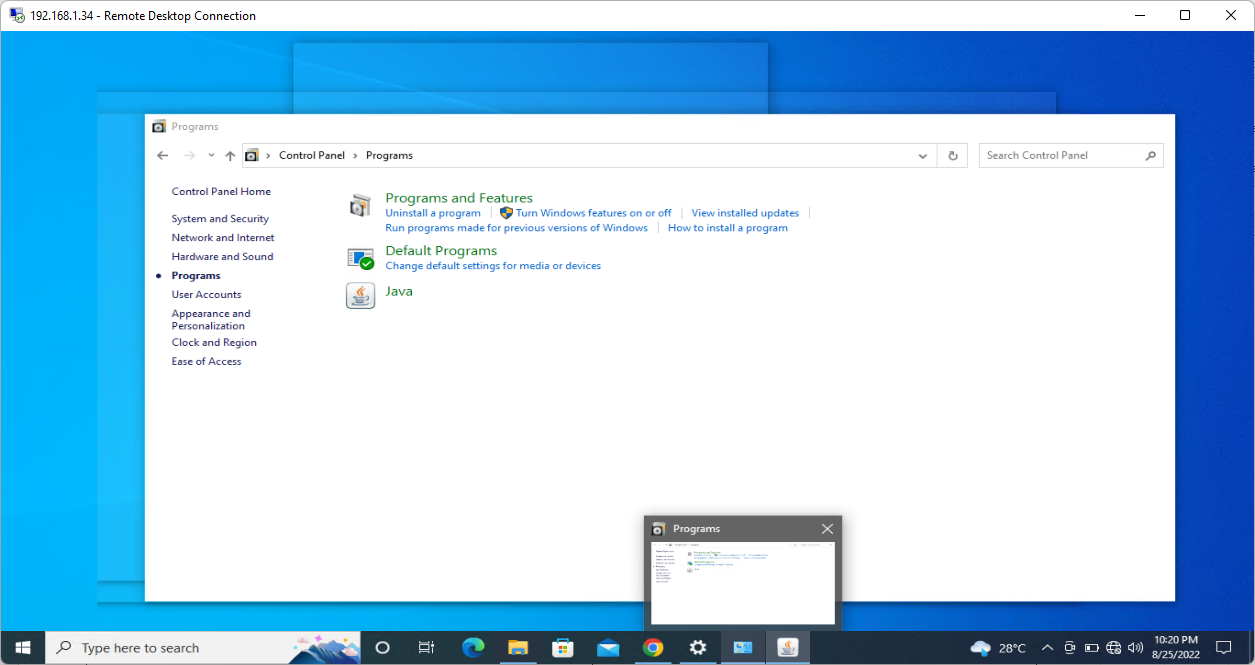 192.168.1.34 - Remote Desktop Connection
Programs
Control Panel > Programs
Search Control Panel
Control Panel Home
System and Security
Network and Internet
Hardware and Sound
Programs
User Accounts
Appearance and
Personalization
Clock and Region
Ease of Access
Programs and Features
Uninstall a program
Turn Windows features on or off
View installed updates
Run programs made for previous versions of Windows
How to install a program
Default Programs
Change default settings for media or devices
Java
Programs
Type here to search
28°C
10:20 PM
8/25/2022